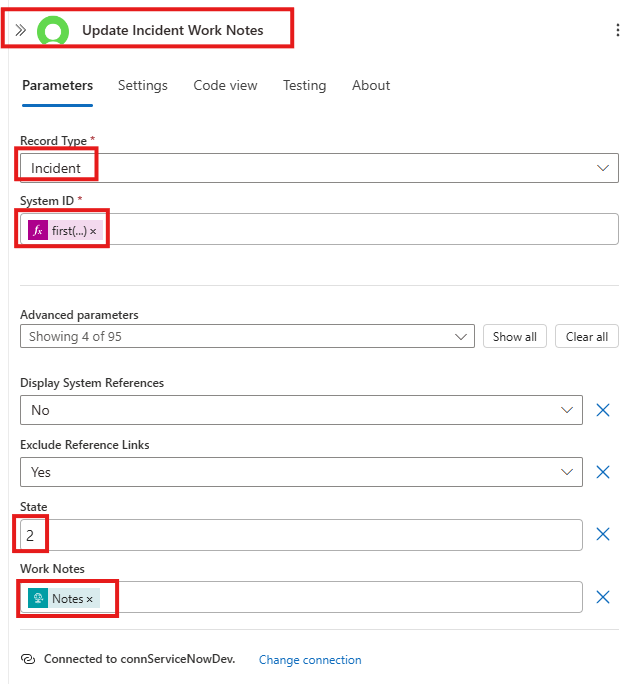 Update Incident Work Notes
Parameters Settings Code view Testing About
Record Type *
Incident
System ID *
fx first(...) ×
Advanced parameters
Showing 4 of 95 Show all Clear all
Display System References
No
Exclude Reference Links
Yes
State
2
Work Notes
Notes ×
Connected to connServiceNowDev. Change connection